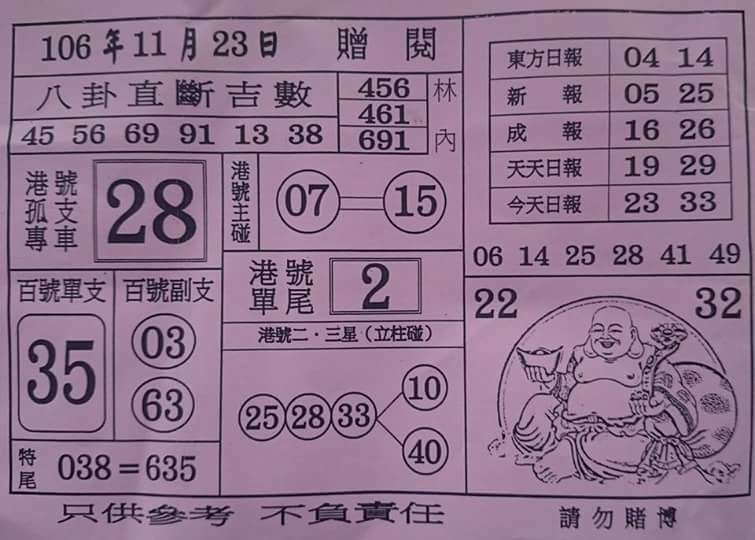 106年11月23日 贈閱
八卦直斷吉數
45 56 69 91 13 38
456
461
691
林內
港號孤支專車
28
港號主碰
07 15
百號單支
35
百號副支
03
63
港號單尾
2
港號二・三星(立柱碰)
25 28 33
10
40
特尾
038=635
東方日報 04 14
新報 05 25
成報 16 26
天天日報 19 29
今天日報 23 33
06 14 25 28 41 49
22 32
只供參考 不負責任
請勿賭博